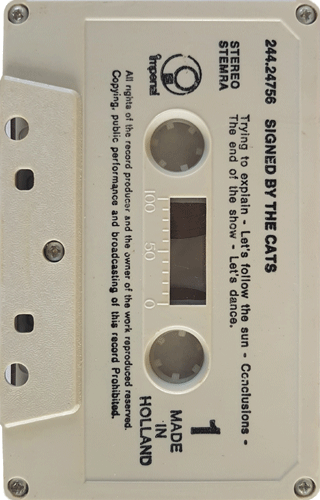 244.24756 SIGNED BY THE CATS
Trying to explain - Let's follow the sun - Conclusions -
The end of the show - Let's dance.
STEREO
STEMRA
imperial
1
MADE
IN
HOLLAND
100 50 0
All rights of the record producer and the owner of the work reproduced reserved.
Copying, public performance and broadcasting of this record Prohibited.